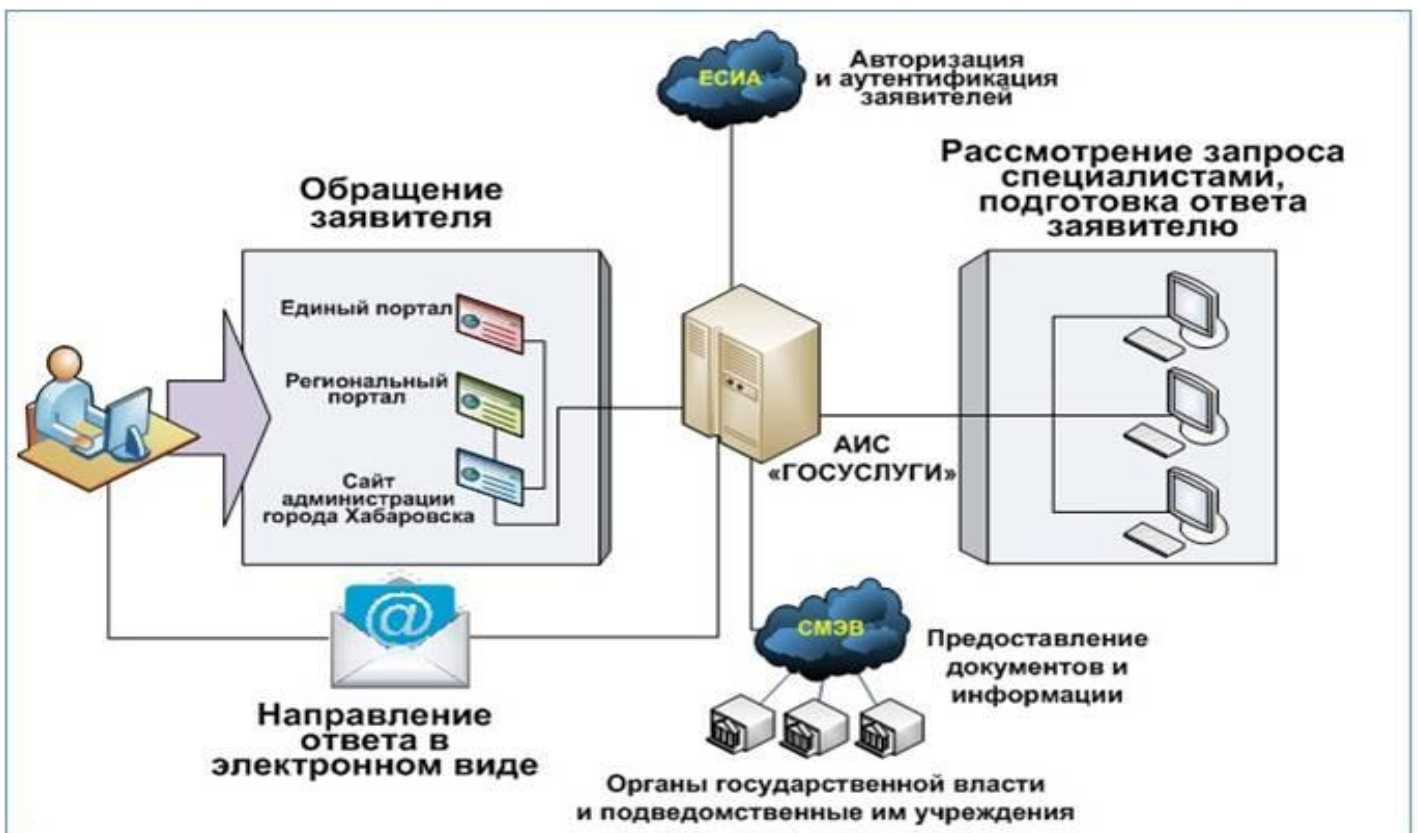 ЕСИА
Авторизация
и аутентификация
заявителей
Обращение
заявителя
Рассмотрение запроса
специалистами,
подготовка ответа
заявителю
Единый портал
Региональный
портал
Сайт
администрации
города Хабаровска
АИС
«ГОСУСЛУГИ»
@
Направление
ответа в
электронном виде
СМЭВ
Предоставление
документов и
информации
Органы государственной власти
и подведомственные им учреждения